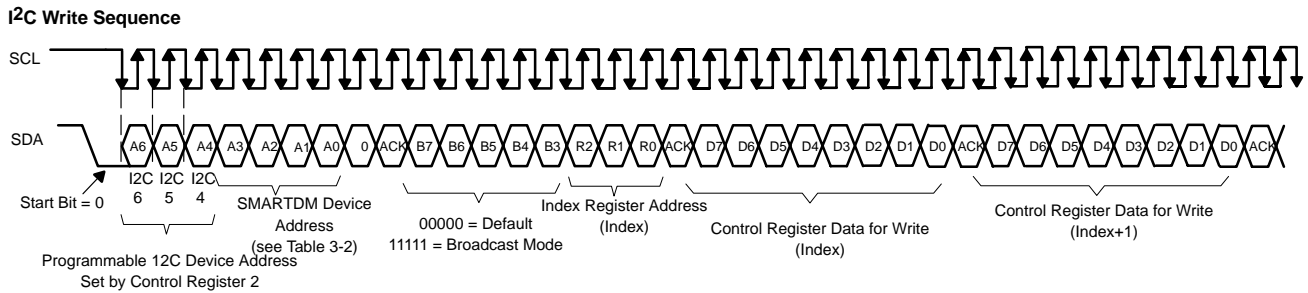 I2C Write Sequence
SCL
SDA
A6 A5 A4 A3 A2 A1 A0 0 ACK B7 B6 B5 B4 B3 R2 R1 R0 ACK D7 D6 D5 D4 D3 D2 D1 D0 ACK D7 D6 D5 D4 D3 D2 D1 D0 ACK
Start Bit = 0
I2C I2C I2C
6 5 4
SMARTDM Device
Address
(see Table 3-2)
00000 = Default
11111 = Broadcast Mode
Index Register Address
(Index)
Control Register Data for Write
(Index)
Control Register Data for Write
(Index+1)
Programmable 12C Device Address
Set by Control Register 2